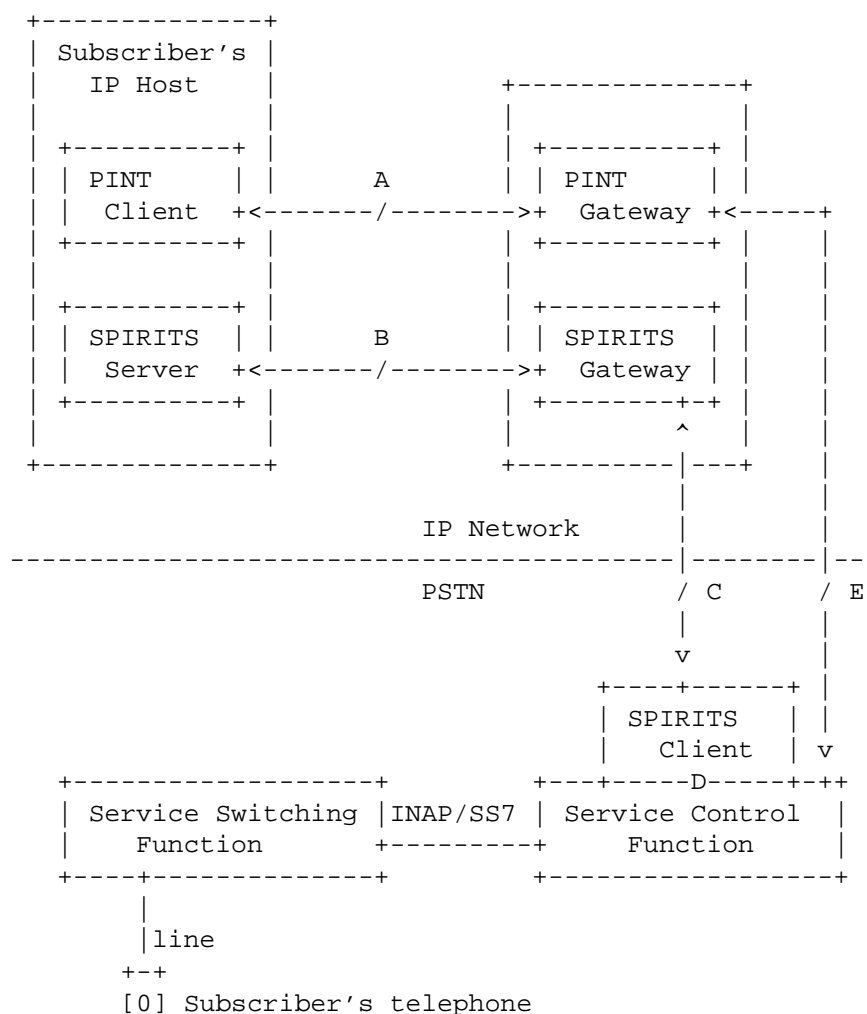 Subscriber's
IP Host
PINT A PINT
Client Gateway
SPIRITS B SPIRITS
Server Gateway
IP Network
PSTN / C / E
SPIRITS
Client
D
Service Switching INAP/SS7 Service Control
Function Function
line
[0] Subscriber's telephone